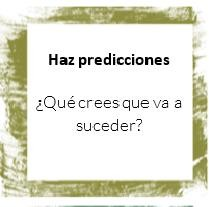 Haz predicciones
¿Qué crees que va a
suceder?